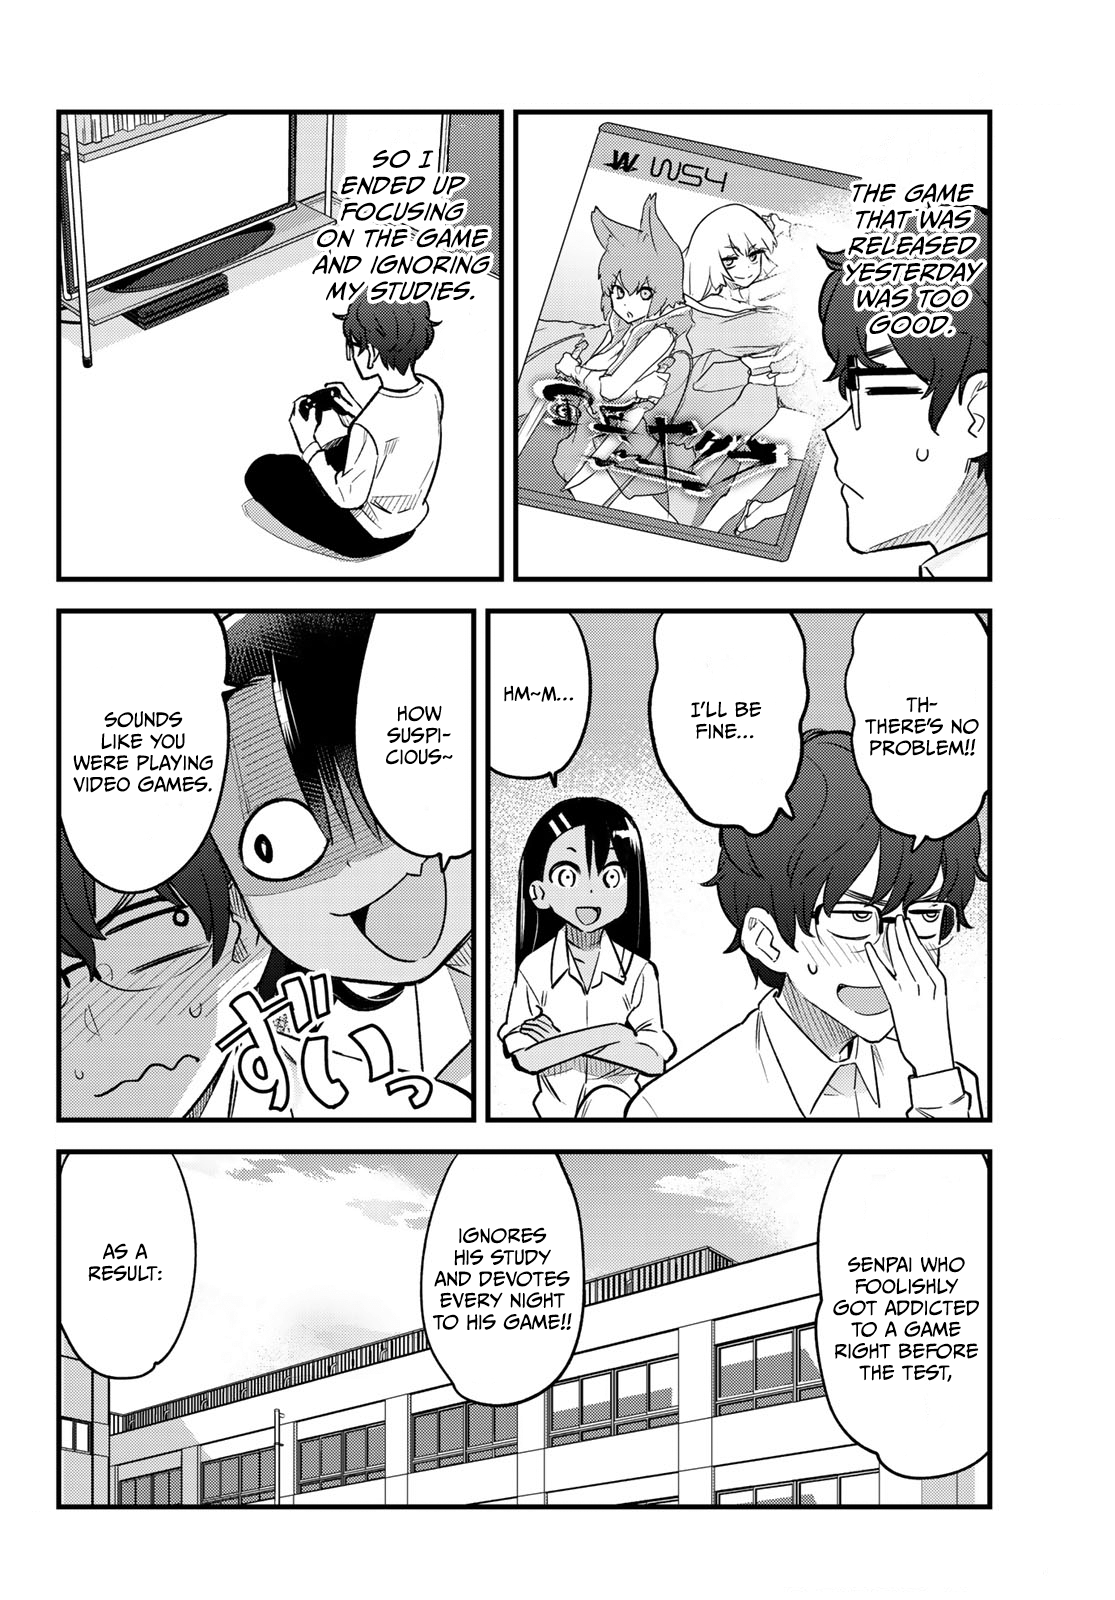 W WS4
THE GAME
THAT WAS
RELEASED
YESTERDAY
WAS TOO
GOOD.
SO I
ENDED UP
FOCUSING
ON THE GAME
AND IGNORING
MY STUDIES.
TH-
THERE'S NO
PROBLEM!!
I'LL BE
FINE...
HM~M...
HOW
SUSPI-
CIOUS~
SOUNDS
LIKE YOU
WERE PLAYING
VIDEO GAMES.
ずいっ
SENPAI WHO
FOOLISHLY
GOT ADDICTED
TO A GAME
RIGHT BEFORE
THE TEST,
IGNORES
HIS STUDY
AND DEVOTES
EVERY NIGHT
TO HIS GAME!!
AS A
RESULT: